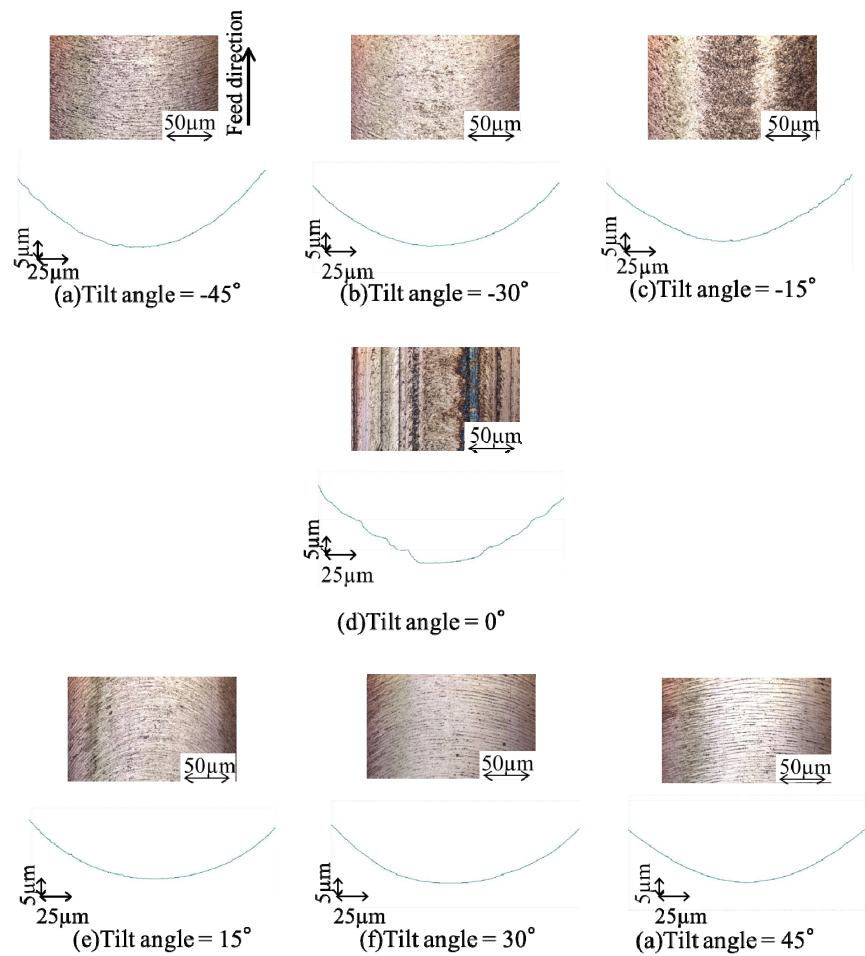 Feed direction
50μm
50μm
50μm
5μm
25μm
5μm
25μm
5μm
25μm
(a)Tilt angle = -45°
(b)Tilt angle = -30°
(c)Tilt angle = -15°
50μm
5μm
25μm
(d)Tilt angle = 0°
50μm
50μm
50μm
5μm
25μm
5μm
25μm
5μm
25μm
(e)Tilt angle = 15°
(f)Tilt angle = 30°
(a)Tilt angle = 45°